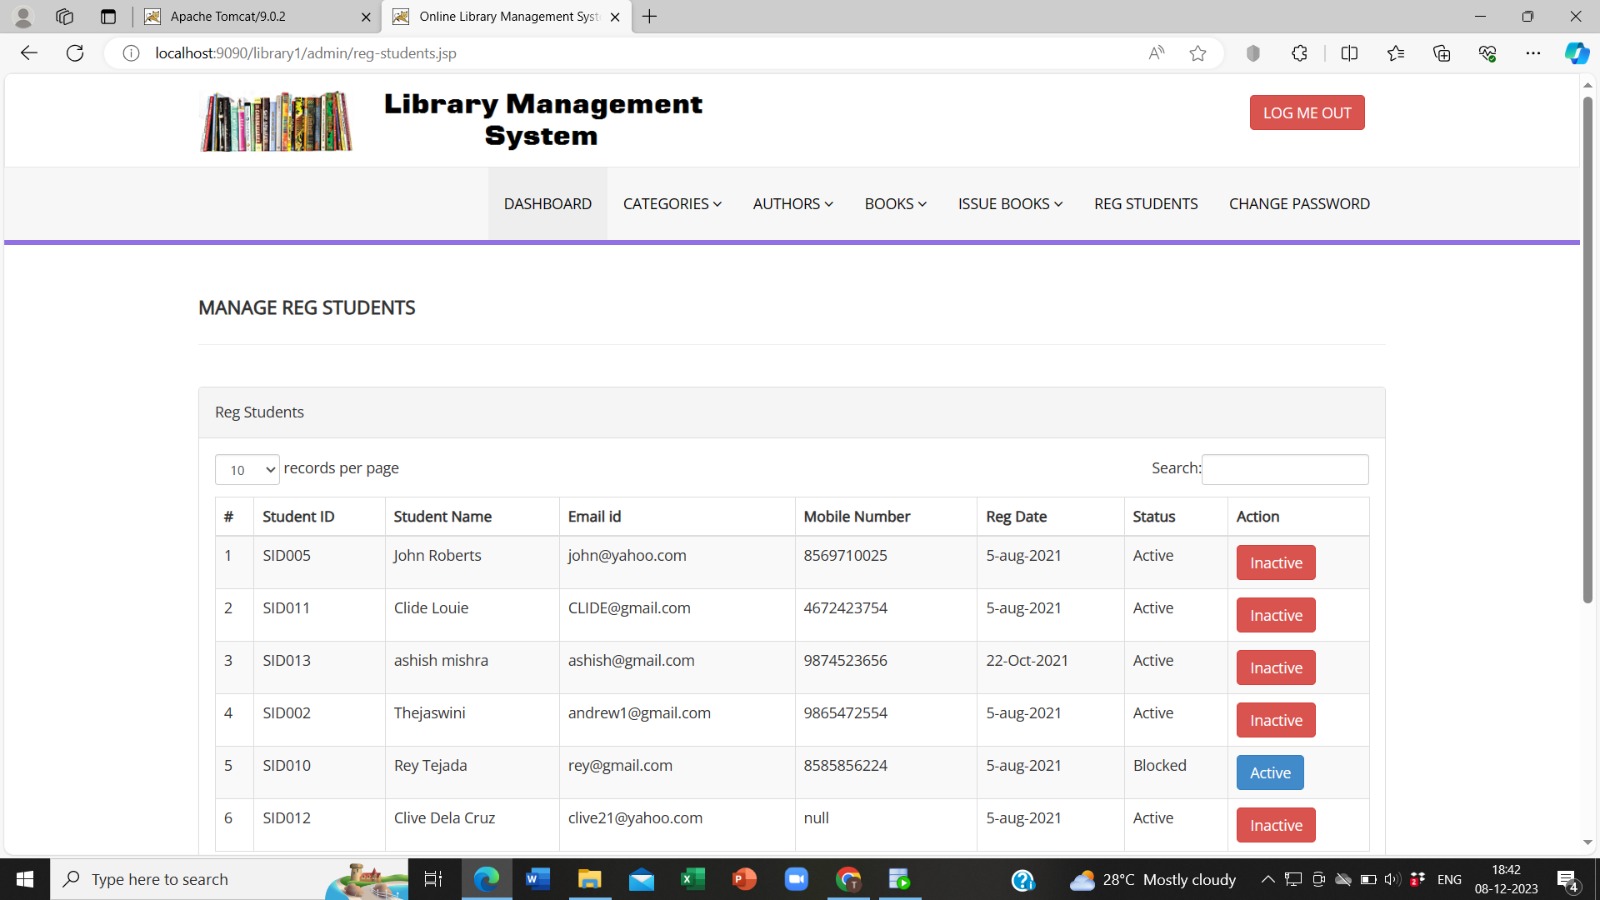 Apache Tomcat/9.0.2
Online Library Management Syst
localhost:9090/library1/admin/reg-students.jsp
Library Management
System
LOG ME OUT
DASHBOARD CATEGORIES AUTHORS BOOKS ISSUE BOOKS REG STUDENTS CHANGE PASSWORD
MANAGE REG STUDENTS
Reg Students
10 records per page Search:
# Student ID Student Name Email id Mobile Number Reg Date Status Action
1 SID005 John Roberts john@yahoo.com 8569710025 5-aug-2021 Active Inactive
2 SID011 Clide Louie CLIDE@gmail.com 4672423754 5-aug-2021 Active Inactive
3 SID013 ashish mishra ashish@gmail.com 9874523656 22-Oct-2021 Active Inactive
4 SID002 Thejaswini andrew1@gmail.com 9865472554 5-aug-2021 Active Inactive
5 SID010 Rey Tejada rey@gmail.com 8585856224 5-aug-2021 Blocked Active
6 SID012 Clive Dela Cruz clive21@yahoo.com null 5-aug-2021 Active Inactive
Type here to search
28°C Mostly cloudy
ENG
18:42
08-12-2023
4